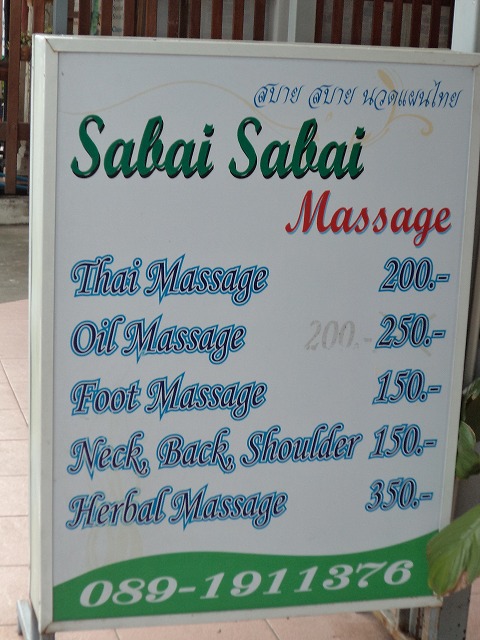 สบาย สบาย นวดแผนไทย
Sabai Sabai
Massage
Thai Massage 200.-
Oil Massage 200.- 250.-
Foot Massage 150.-
Neck, Back, Shoulder 150.-
Herbal Massage 350.-
089-1911376